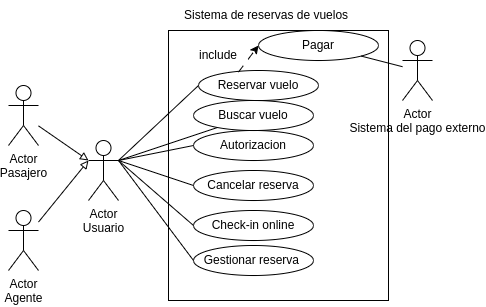 Sistema de reservas de vuelos
include
Pagar
Reservar vuelo
Buscar vuelo
Autorizacion
Cancelar reserva
Check-in online
Gestionar reserva
Actor
Pasajero
Actor
Usuario
Actor
Agente
Actor
Sistema del pago externo